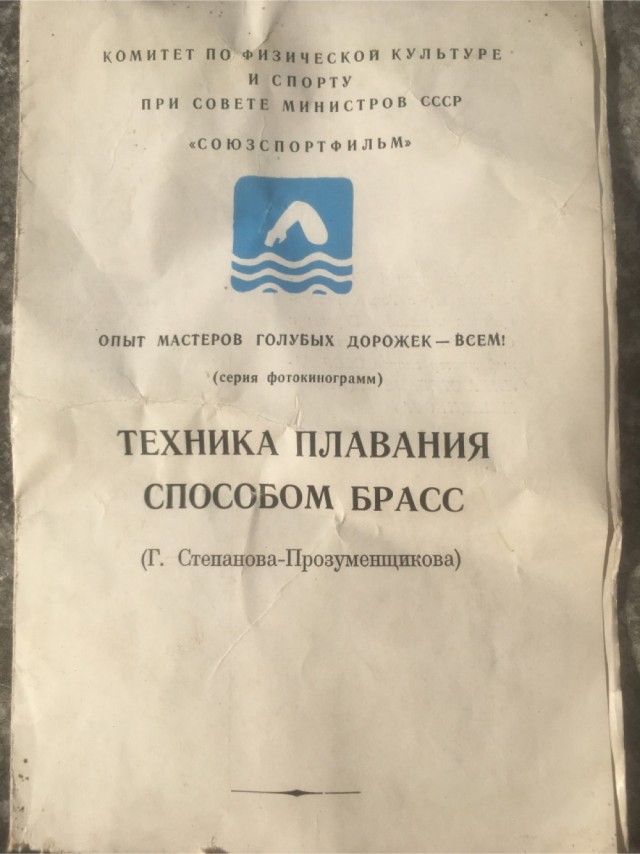 КОМИТЕТ ПО ФИЗИЧЕСКОЙ КУЛЬТУРЕ
И СПОРТУ
ПРИ СОВЕТЕ МИНИСТРОВ СССР
«СОЮЗСПОРТФИЛЬМ»
ОПЫТ МАСТЕРОВ ГОЛУБЫХ ДОРОЖЕК — ВСЕМ!
(серия фотокинограмм)
ТЕХНИКА ПЛАВАНИЯ
СПОСОБОМ БРАСС
(Г. Степанова-Прозуменщикова)